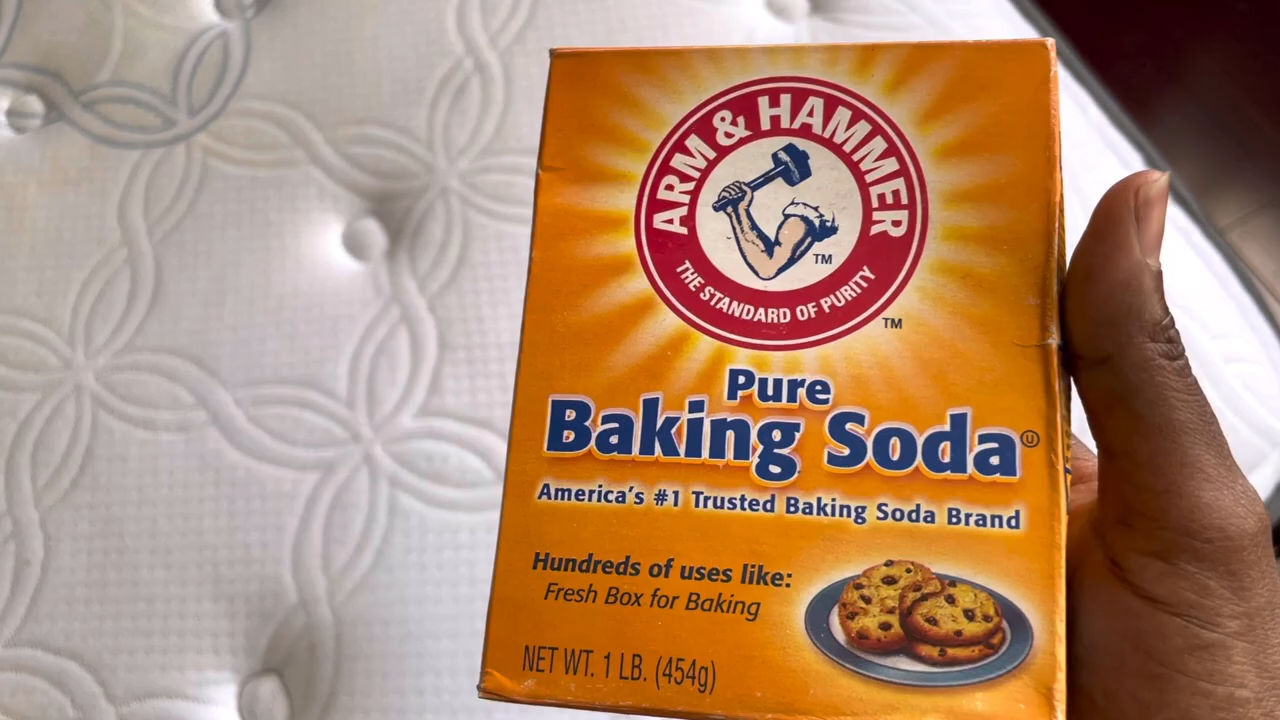 ARM & HAMMER
THE STANDARD OF PURITY
TM
TM
Pure
Baking Soda
U
America's #1 Trusted Baking Soda Brand
Hundreds of uses like:
Fresh Box for Baking
NET WT. 1 LB. (454g)